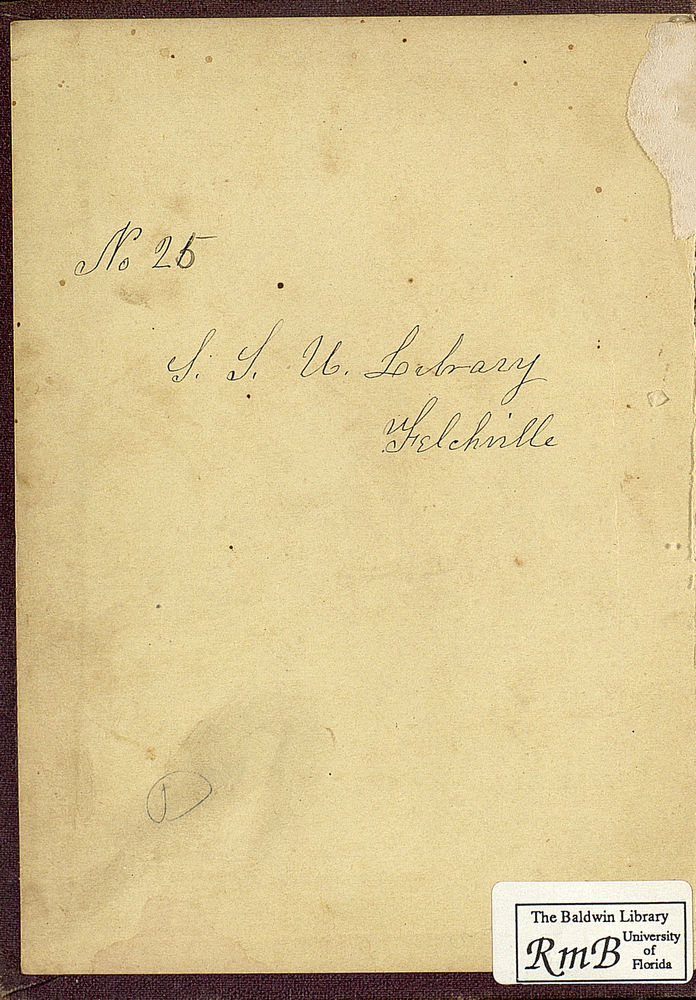 No 25
S. S. U. Library
Felchville
The Baldwin Library
RmB University
of
Florida